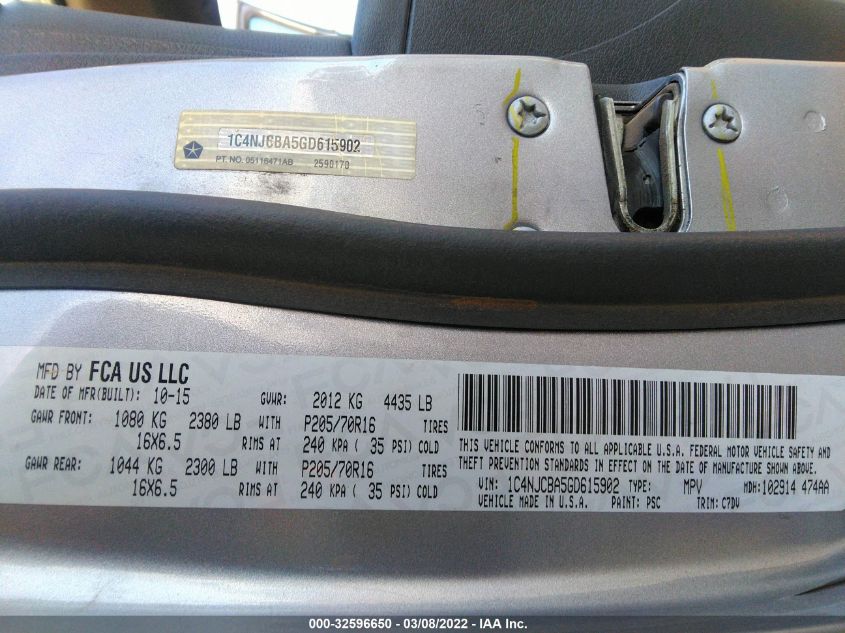 1C4NJCBA5GD615902
PT. NO. 05116471AB 2590170
MFD BY FCA US LLC
DATE OF MFR(BUILT): 10-15 GVWR: 2012 KG 4435 LB
GAWR FRONT: 1080 KG 2380 LB WITH P205/70R16 TIRES
16X6.5 RIMS AT 240 KPA ( 35 PSI) COLD
GAWR REAR: 1044 KG 2300 LB WITH P205/70R16 TIRES
16X6.5 RIMS AT 240 KPA ( 35 PSI) COLD
THIS VEHICLE CONFORMS TO ALL APPLICABLE U.S.A. FEDERAL MOTOR VEHICLE SAFETY AND
THEFT PREVENTION STANDARDS IN EFFECT ON THE DATE OF MANUFACTURE SHOWN ABOVE.
VIN: 1C4NJCBA5GD615902 TYPE: MPV MDH:102914 474AA
VEHICLE MADE IN U.S.A. PAINT: PSC TRIM: C7DV
000-32596650 - 03/08/2022 - IAA Inc.